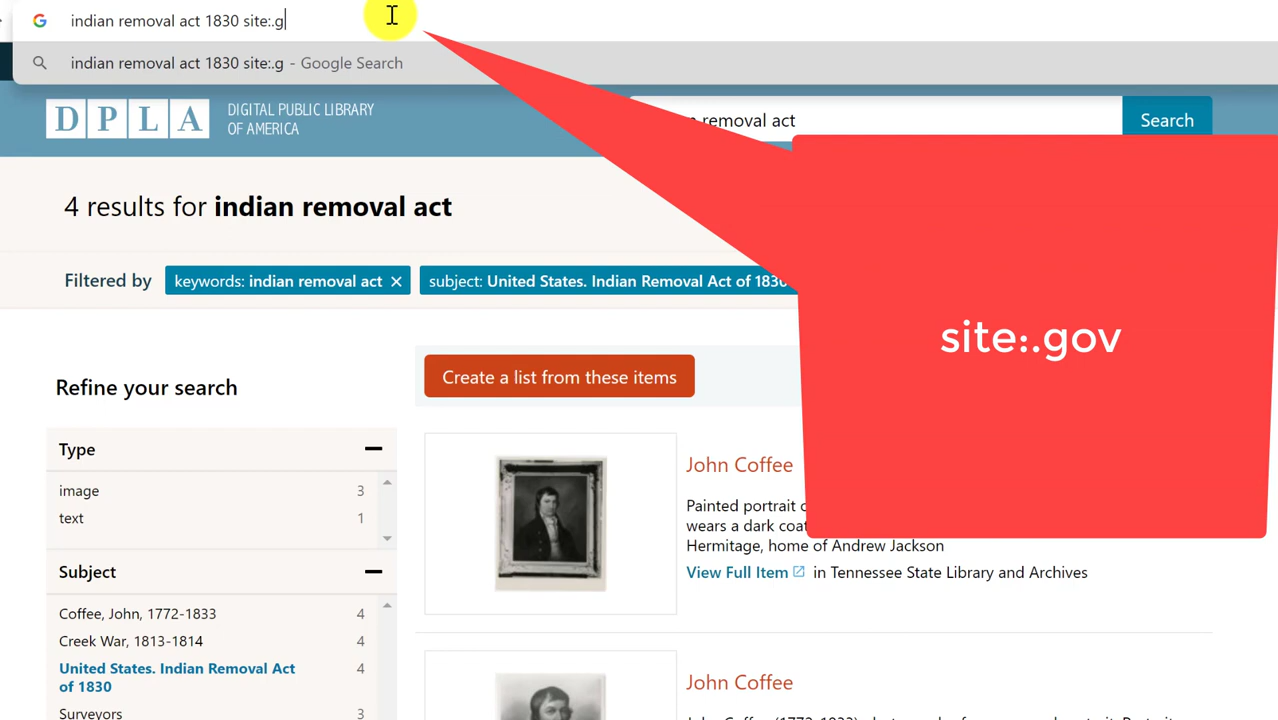 indian removal act 1830 site:.g
indian removal act 1830 site:.g - Google Search
DPLA
DIGITAL PUBLIC LIBRARY
OF AMERICA
removal act
Search
4 results for indian removal act
Filtered by
keywords: indian removal act ×
subject: United States. Indian Removal Act of 1830
site:.gov
Create a list from these items
Refine your search
Type
image 3
text 1
Subject
Coffee, John, 1772-1833 4
Creek War, 1813-1814 4
United States. Indian Removal Act 4
of 1830
Surveyors 3
John Coffee
Painted portrait
wears a dark coat
Hermitage, home of Andrew Jackson
View Full Item in Tennessee State Library and Archives
John Coffee